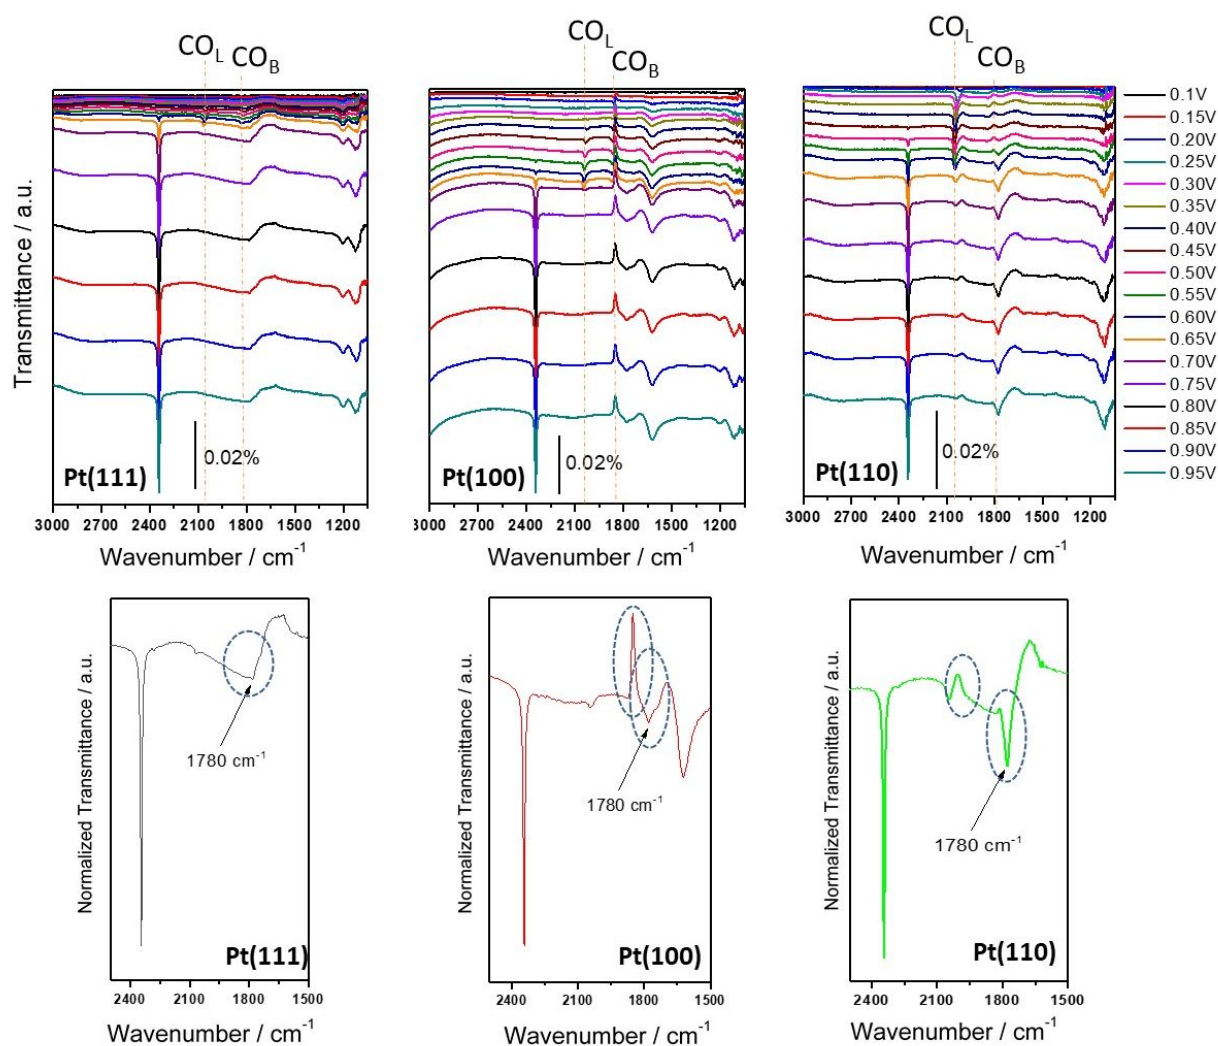 CO_L
CO_B
CO_L
CO_B
CO_L
CO_B
Transmittance / a.u.
0.02%
Pt(111)
3000 2700 2400 2100 1800 1500 1200
Wavenumber / cm⁻¹
0.02%
Pt(100)
3000 2700 2400 2100 1800 1500 1200
Wavenumber / cm⁻¹
0.02%
Pt(110)
3000 2700 2400 2100 1800 1500 1200
Wavenumber / cm⁻¹
0.1V
0.15V
0.20V
0.25V
0.30V
0.35V
0.40V
0.45V
0.50V
0.55V
0.60V
0.65V
0.70V
0.75V
0.80V
0.85V
0.90V
0.95V
Normalized Transmittance / a.u.
1780 cm⁻¹
Pt(111)
2400 2100 1800 1500
Wavenumber / cm⁻¹
Normalized Transmittance / a.u.
1780 cm⁻¹
Pt(100)
2400 2100 1800 1500
Wavenumber / cm⁻¹
Normalized Transmittance / a.u.
1780 cm⁻¹
Pt(110)
2400 2100 1800 1500
Wavenumber / cm⁻¹